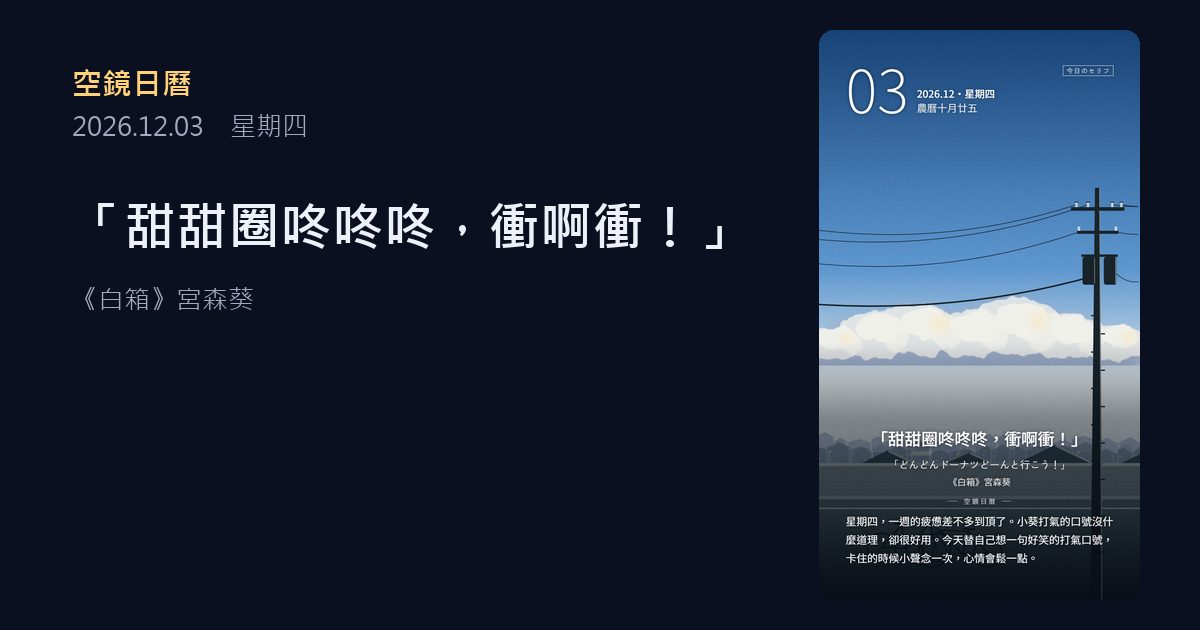 空鏡日曆
2026.12.03 星期四
「甜甜圈咚咚咚，衝啊衝！」
《白箱》宮森葵
03
2026.12・星期四
農曆十月廿五
今日のセリフ
「甜甜圈咚咚咚，衝啊衝！」
「どんどんドーナツどーんと行こう！」
《白箱》宮森葵
空鏡日曆
星期四，一週的疲憊差不多到頂了。小葵打氣的口號沒什
麼道理，卻很好用。今天替自己想一句好笑的打氣口號，
卡住的時候小聲念一次，心情會鬆一點。